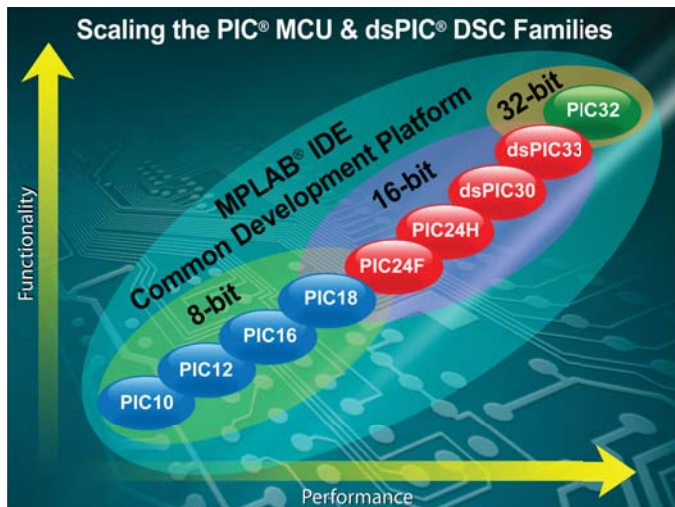 Scaling the PIC® MCU & dsPIC® DSC Families
Functionality
MPLAB® IDE
Common Development Platform
32-bit
PIC32
dsPIC33
16-bit
dsPIC30
PIC24H
PIC24F
8-bit
PIC18
PIC16
PIC12
PIC10
Performance